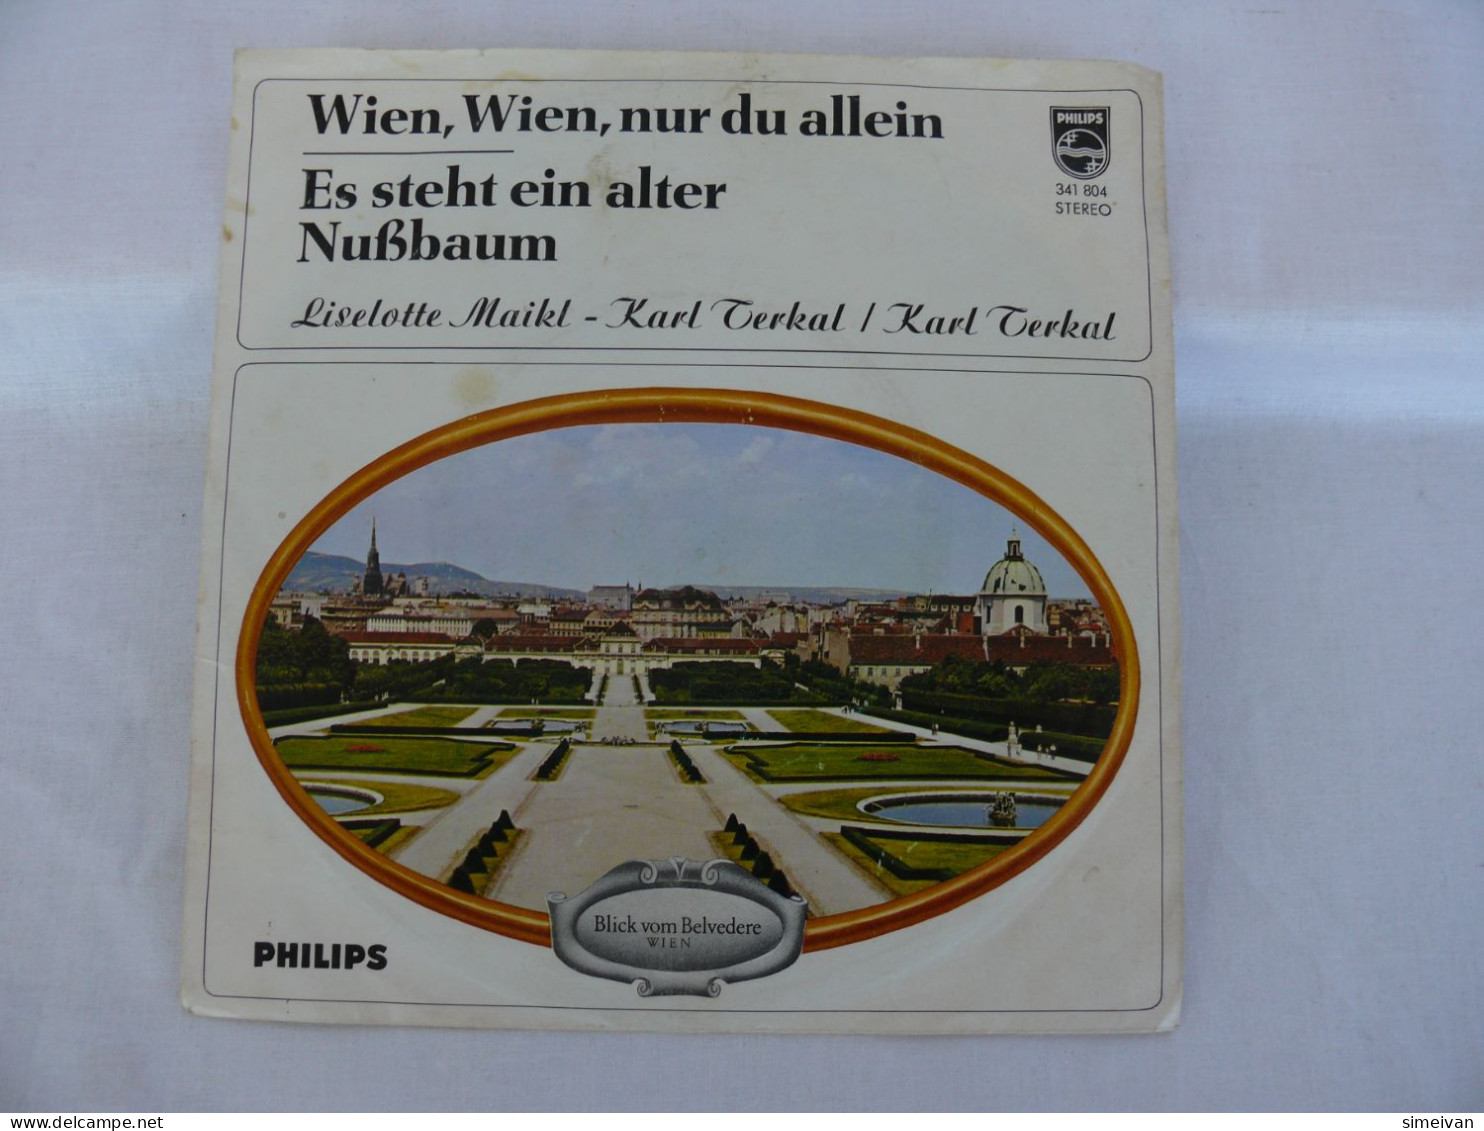 Wien, Wien, nur du allein
Es steht ein alter
Nußbaum
Liselotte Maikl - Karl Terkal / Karl Terkal
PHILIPS
341 804
STEREO
Blick vom Belvedere
WIEN
PHILIPS
www.delcampe.net
simeivan